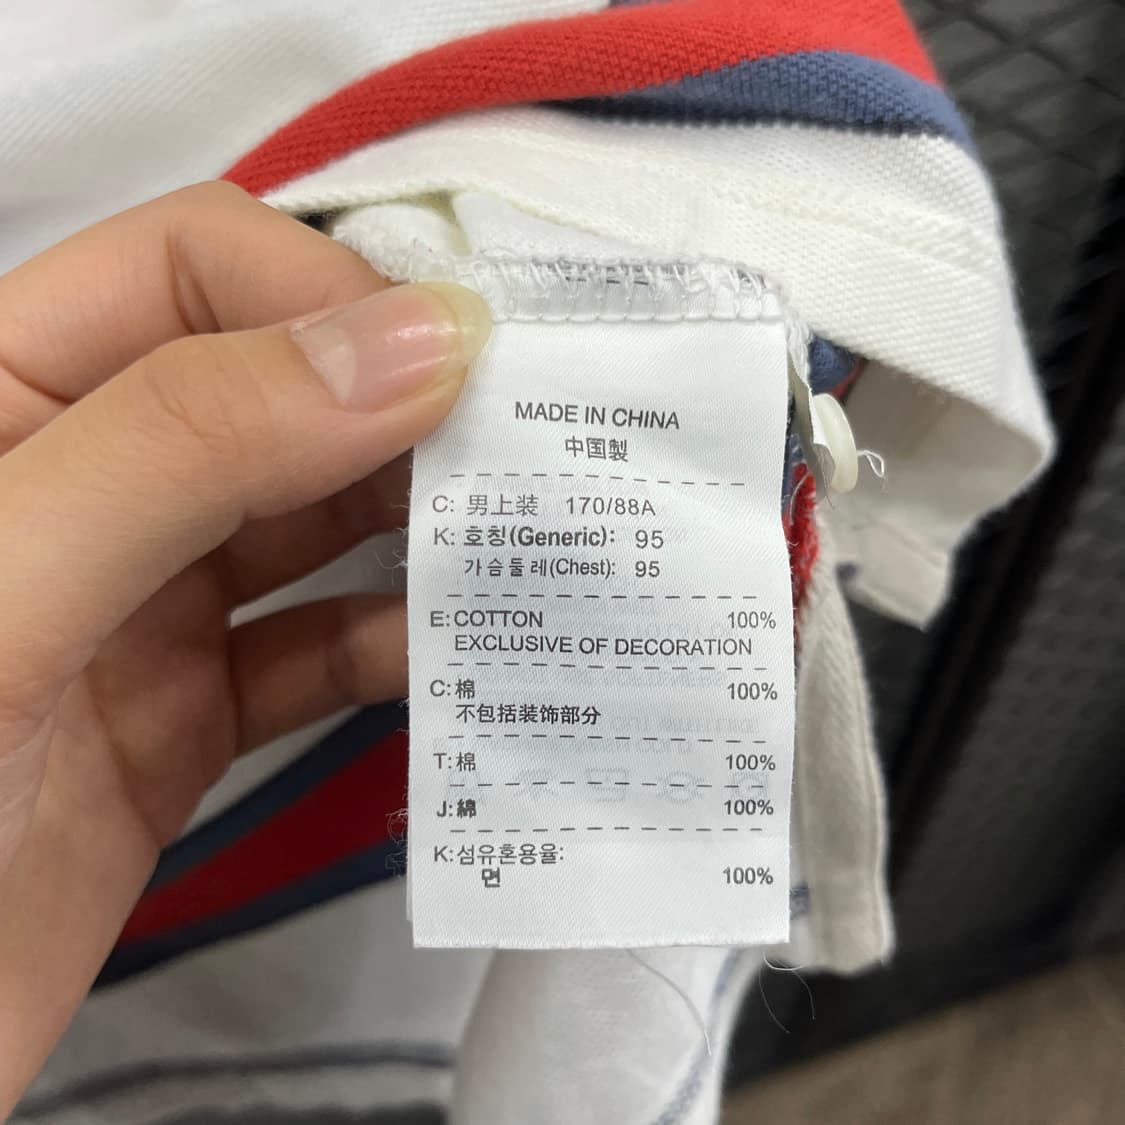 MADE IN CHINA
中国製
C: 男上装 170/88A
K: 호칭(Generic): 95
가슴둘레(Chest): 95
E: COTTON 100%
EXCLUSIVE OF DECORATION
C: 棉 100%
不包括装饰部分
T: 棉 100%
J: 綿 100%
K: 섬유혼용율:
면 100%